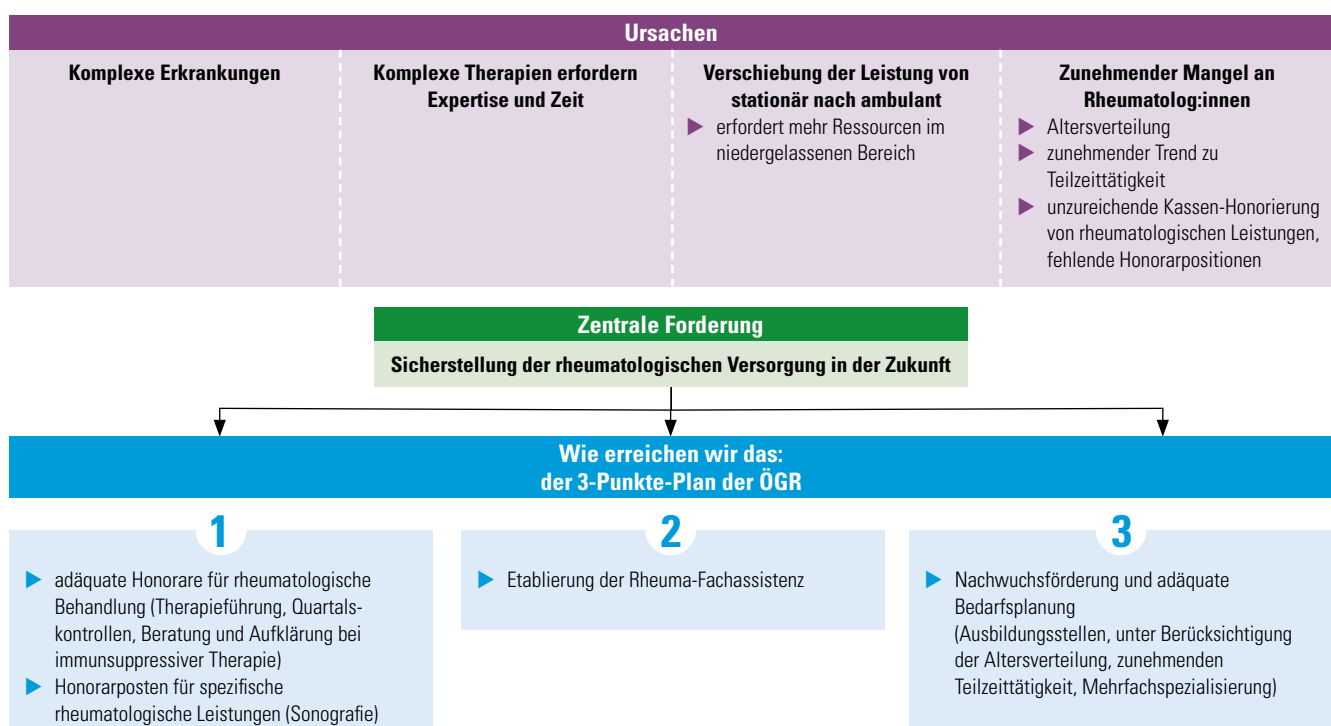 Ursachen
Komplexe Erkrankungen
Komplexe Therapien erfordern
Expertise und Zeit
Verschiebung der Leistung von
stationär nach ambulant
▶ erfordert mehr Ressourcen im
niedergelassenen Bereich
Zunehmender Mangel an
Rheumatolog:innen
▶ Altersverteilung
▶ zunehmender Trend zu
Teilzeittätigkeit
▶ unzureichende Kassen-Honorierung
von rheumatologischen Leistungen,
fehlende Honorarpositionen
Zentrale Forderung
Sicherstellung der rheumatologischen Versorgung in der Zukunft
Wie erreichen wir das:
der 3-Punkte-Plan der ÖGR
1
▶ adäquate Honorare für rheumatologische
Behandlung (Therapieführung, Quartals-
kontrollen, Beratung und Aufklärung bei
immunsuppressiver Therapie)
▶ Honorarposten für spezifische
rheumatologische Leistungen (Sonografie)
2
▶ Etablierung der Rheuma-Fachassistenz
3
▶ Nachwuchsförderung und adäquate
Bedarfsplanung
(Ausbildungsstellen, unter Berücksichtigung
der Altersverteilung, zunehmenden
Teilzeittätigkeit, Mehrfachspezialisierung)